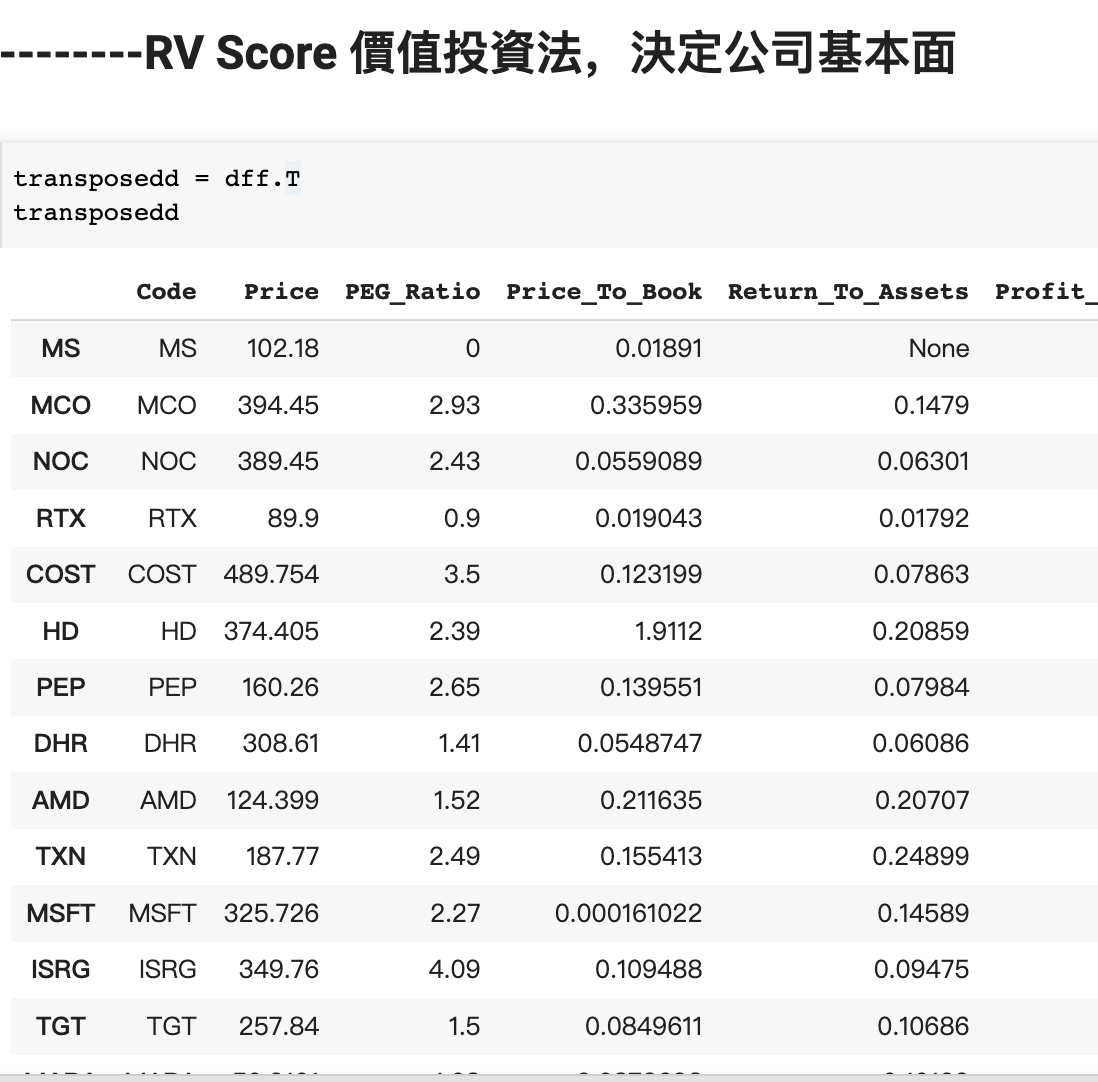 --------RV Score 價值投資法，決定公司基本面
transposedd = dff.T
transposedd
Code Price PEG_Ratio Price_To_Book Return_To_Assets Profit_
MS MS 102.18 0 0.01891 None
MCO MCO 394.45 2.93 0.335959 0.1479
NOC NOC 389.45 2.43 0.0559089 0.06301
RTX RTX 89.9 0.9 0.019043 0.01792
COST COST 489.754 3.5 0.123199 0.07863
HD HD 374.405 2.39 1.9112 0.20859
PEP PEP 160.26 2.65 0.139551 0.07984
DHR DHR 308.61 1.41 0.0548747 0.06086
AMD AMD 124.399 1.52 0.211635 0.20707
TXN TXN 187.77 2.49 0.155413 0.24899
MSFT MSFT 325.726 2.27 0.000161022 0.14589
ISRG ISRG 349.76 4.09 0.109488 0.09475
TGT TGT 257.84 1.5 0.0849611 0.10686